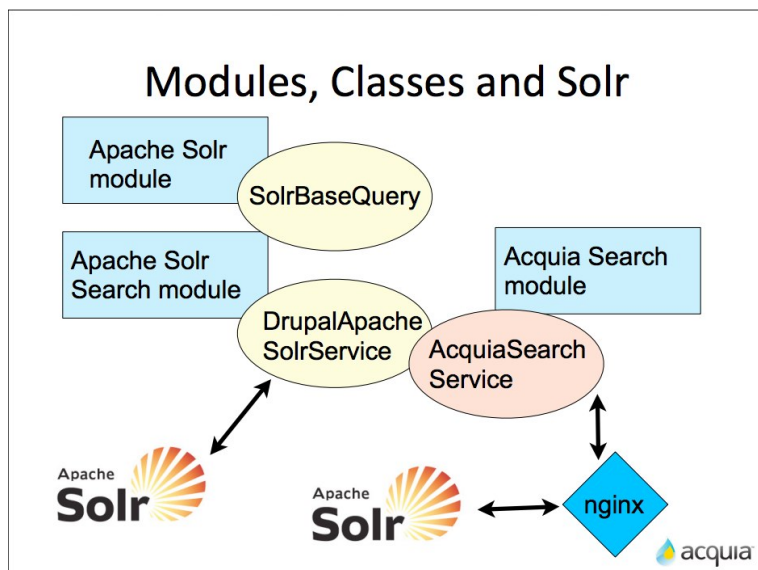 Modules, Classes and Solr
Apache Solr
module
SolrBaseQuery
Apache Solr
Search module
Acquia Search
module
DrupalApache
SolrService
AcquiaSearch
Service
Apache
Solr
Apache
Solr
nginx
acquia